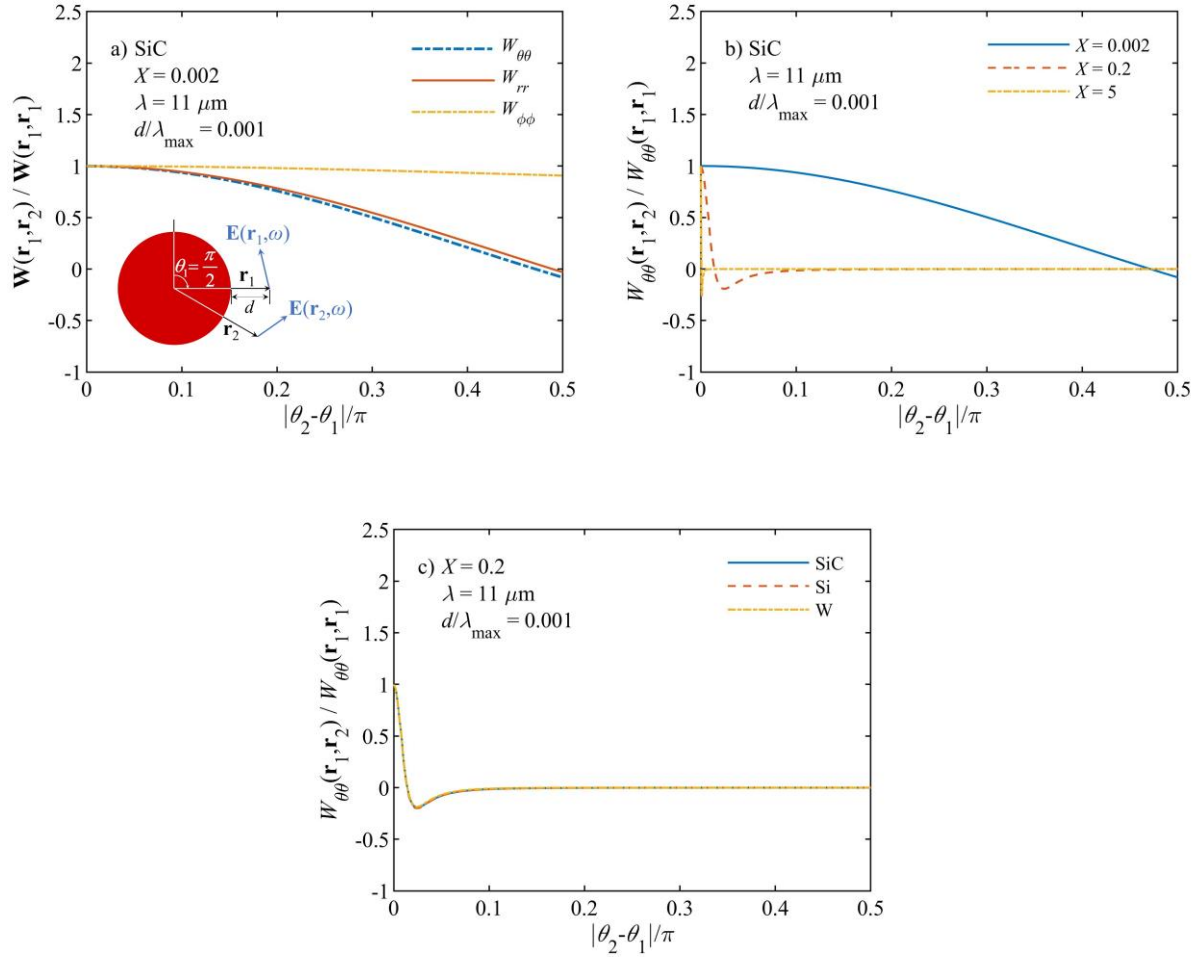 a) SiC
X = 0.002
λ = 11 μm
d/λmax = 0.001
Wθθ
Wrr
Wϕϕ
W(r1,r2) / W(r1,r1)
2.5
2
1.5
1
0.5
0
-0.5
-1
θ1=π/2
E(r1,ω)
r1
d
E(r2,ω)
r2
0 0.1 0.2 0.3 0.4 0.5
|θ2-θ1|/π
b) SiC
λ = 11 μm
d/λmax = 0.001
X = 0.002
X = 0.2
X = 5
Wθθ(r1,r2) / Wθθ(r1,r1)
2.5
2
1.5
1
0.5
0
-0.5
-1
0 0.1 0.2 0.3 0.4 0.5
|θ2-θ1|/π
c) X = 0.2
λ = 11 μm
d/λmax = 0.001
SiC
Si
W
Wθθ(r1,r2) / Wθθ(r1,r1)
2.5
2
1.5
1
0.5
0
-0.5
-1
0 0.1 0.2 0.3 0.4 0.5
|θ2-θ1|/π